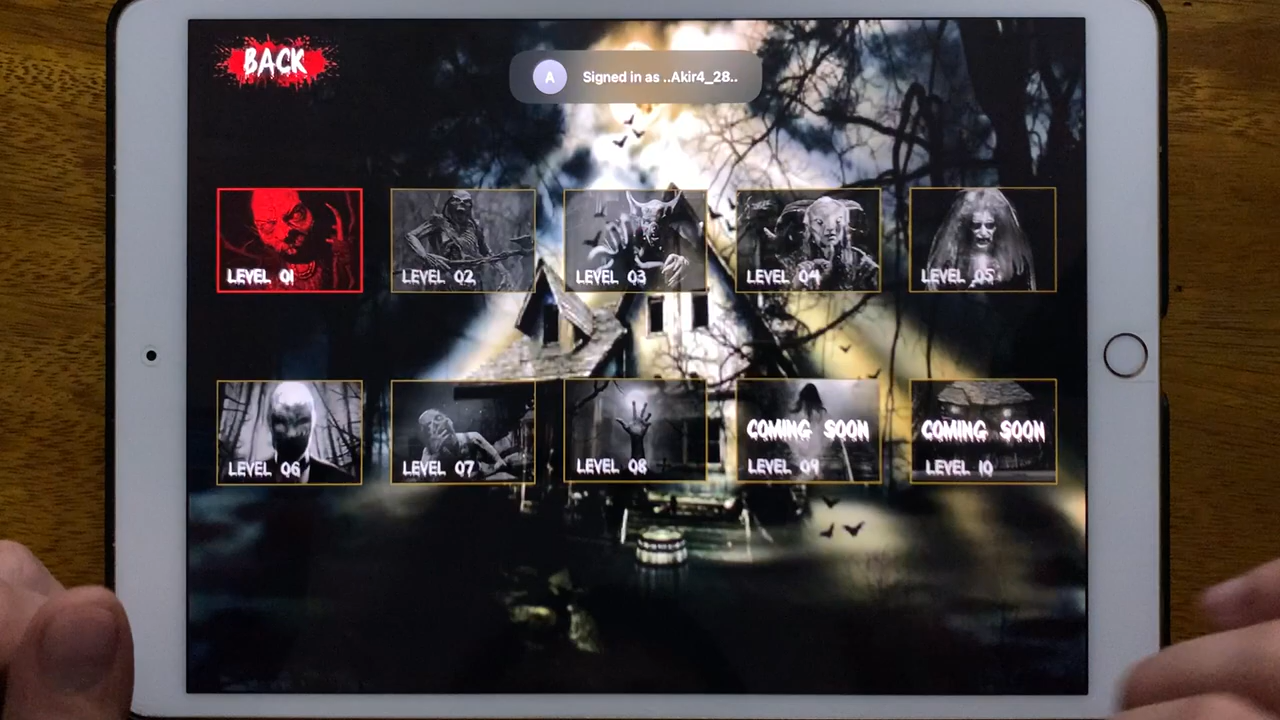 BACK
A
Signed in as ..Akir4_28..
LEVEL 01
LEVEL 02
LEVEL 03
LEVEL 04
LEVEL 05
LEVEL 06
LEVEL 07
LEVEL 08
COMING SOON
LEVEL 09
COMING SOON
LEVEL 10